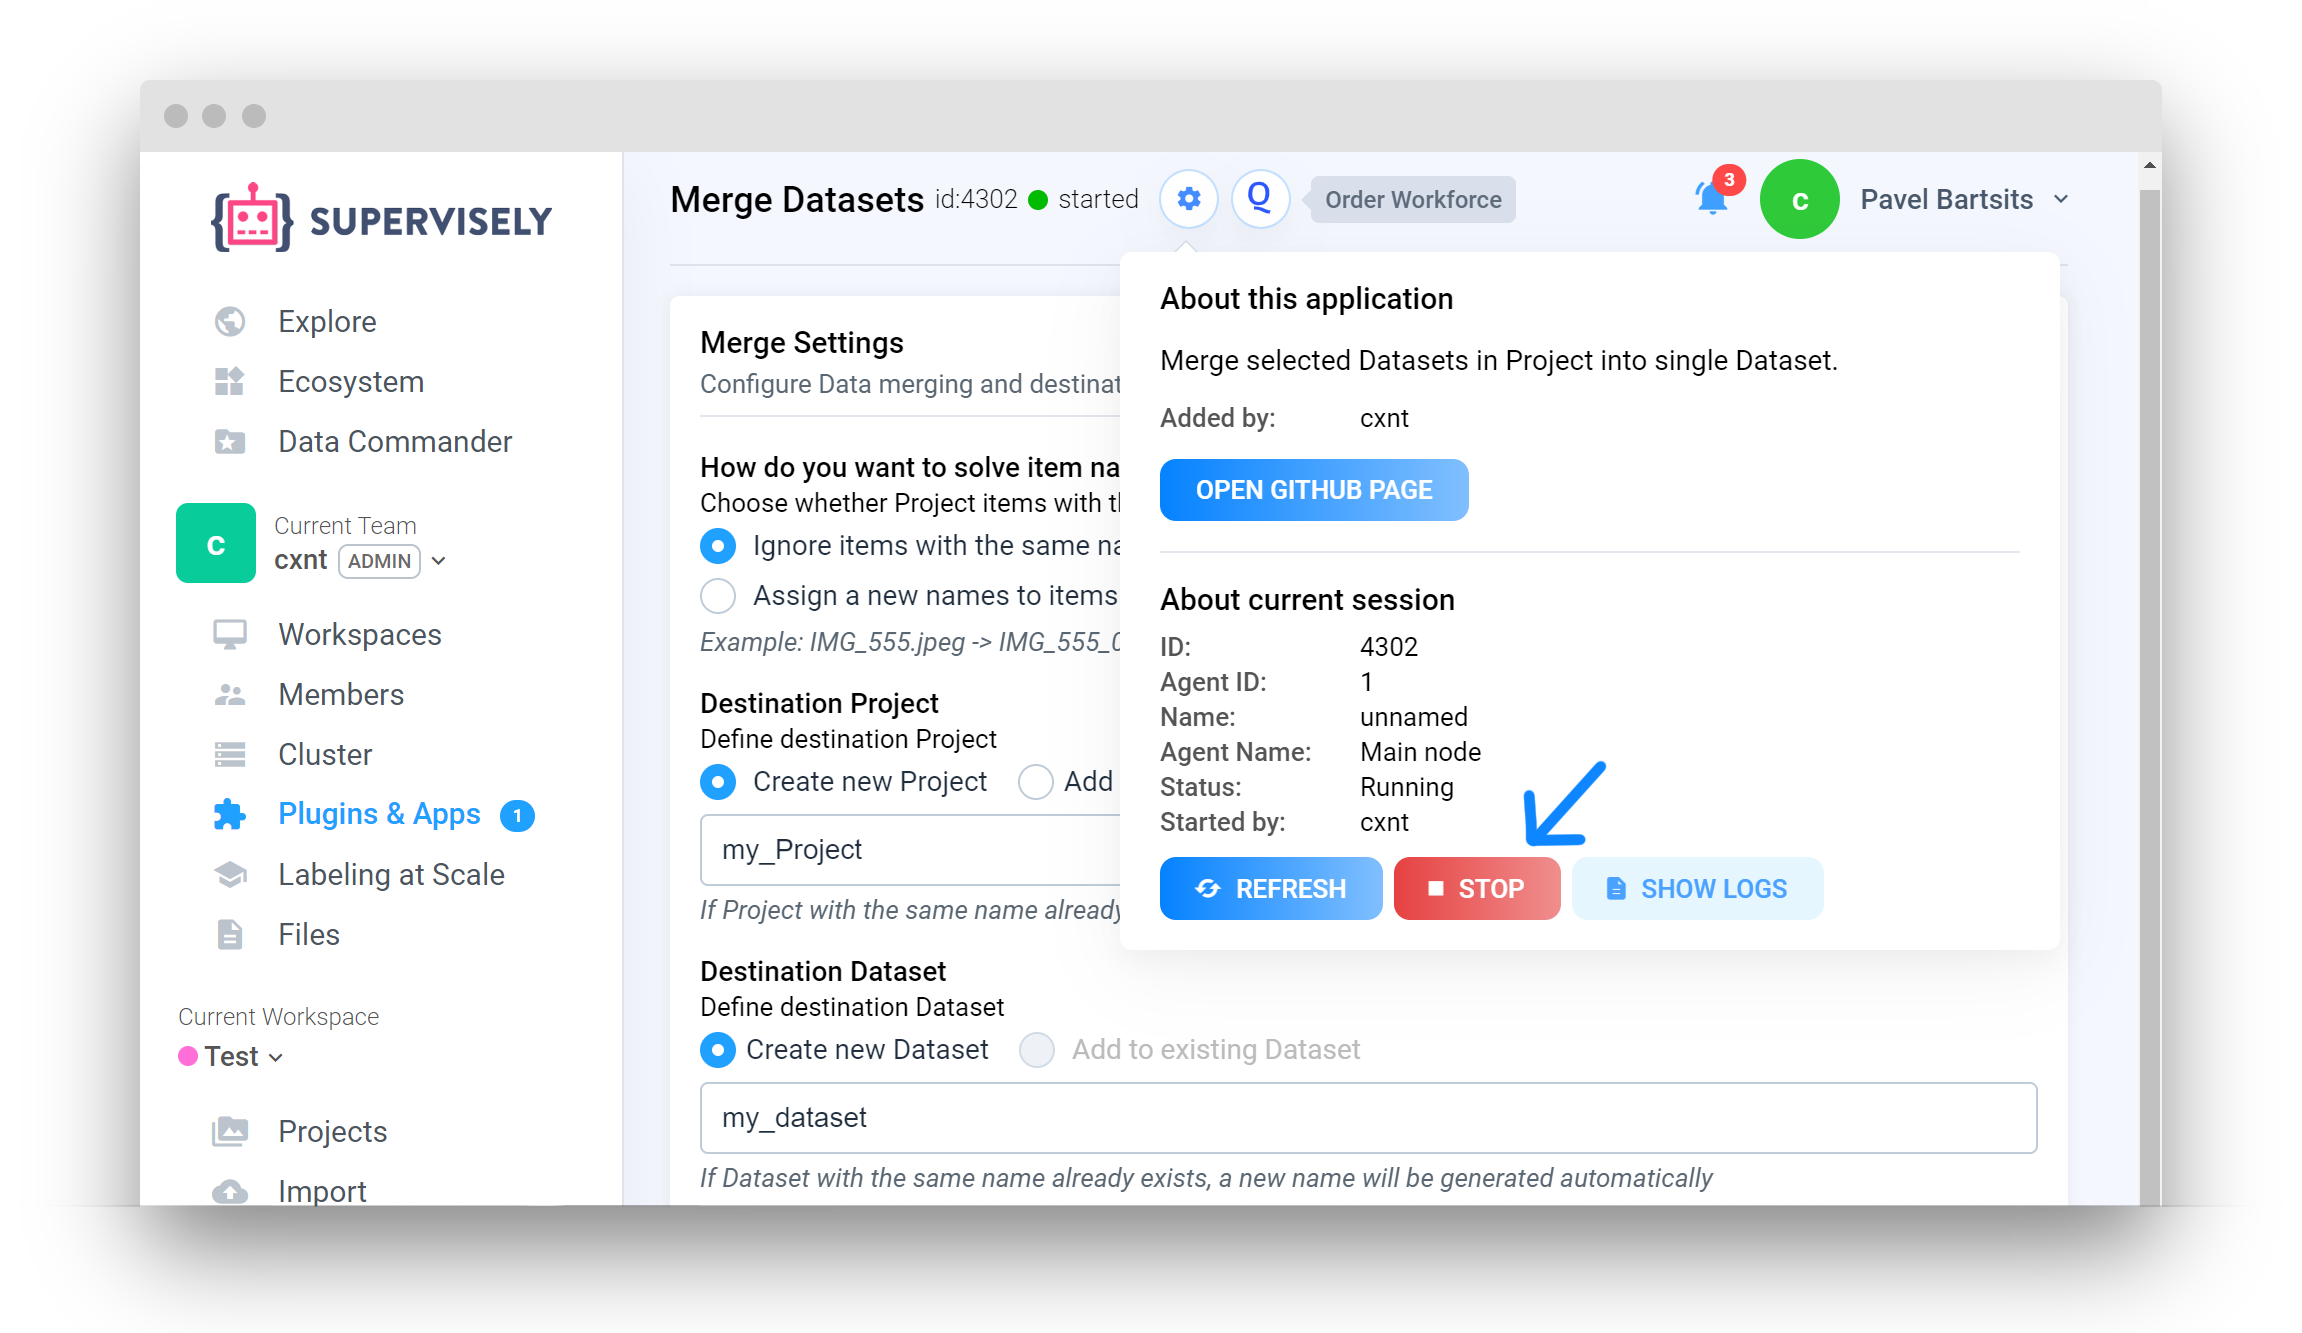 SUPERVISELY
Explore
Ecosystem
Data Commander
C
Current Team
cxnt ADMIN
Workspaces
Members
Cluster
Plugins & Apps 1
Labeling at Scale
Files
Current Workspace
Test
Projects
Import
Merge Datasets id:4302 started
Q
Order Workforce
3
C
Pavel Bartsits
Merge Settings
Configure Data merging and destinat
How do you want to solve item na
Choose whether Project items with th
Ignore items with the same na
Assign a new names to items
Example: IMG_555.jpeg -> IMG_555_0
Destination Project
Define destination Project
Create new Project Add
my_Project
If Project with the same name already
Destination Dataset
Define destination Dataset
Create new Dataset Add to existing Dataset
my_dataset
If Dataset with the same name already exists, a new name will be generated automatically
About this application
Merge selected Datasets in Project into single Dataset.
Added by: cxnt
OPEN GITHUB PAGE
About current session
ID: 4302
Agent ID: 1
Name: unnamed
Agent Name: Main node
Status: Running
Started by: cxnt
REFRESH STOP SHOW LOGS